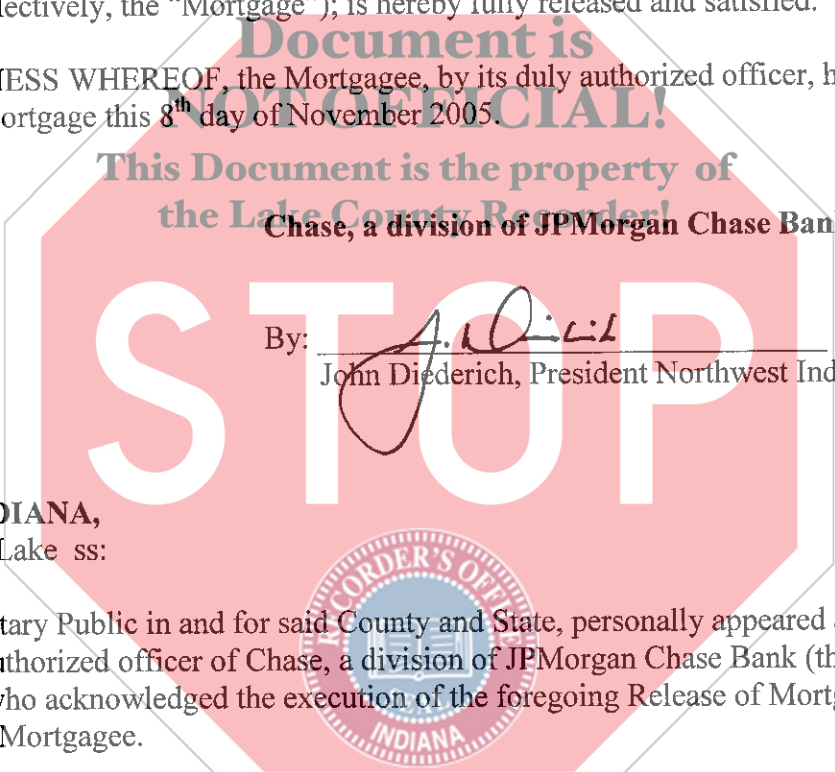 lectively, the "Mortgage"); is hereby fully released and satisfied.
Document is
ESS WHEREOF, the Mortgagee, by its duly authorized officer, h
NOT OFFICIAL!
ortgage this 8th day of November 2005.
This Document is the property of
the Lake County Recorder!
Chase, a division of JPMorgan Chase Ban
STOP
By:
John Diederich, President Northwest Ind
DIANA,
Lake ss:
RECORDER'S OFFICE
tary Public in and for said County and State, personally appeared
uthorized officer of Chase, a division of JPMorgan Chase Bank (th
who acknowledged the execution of the foregoing Release of Mortg
Mortgagee.
INDIANA